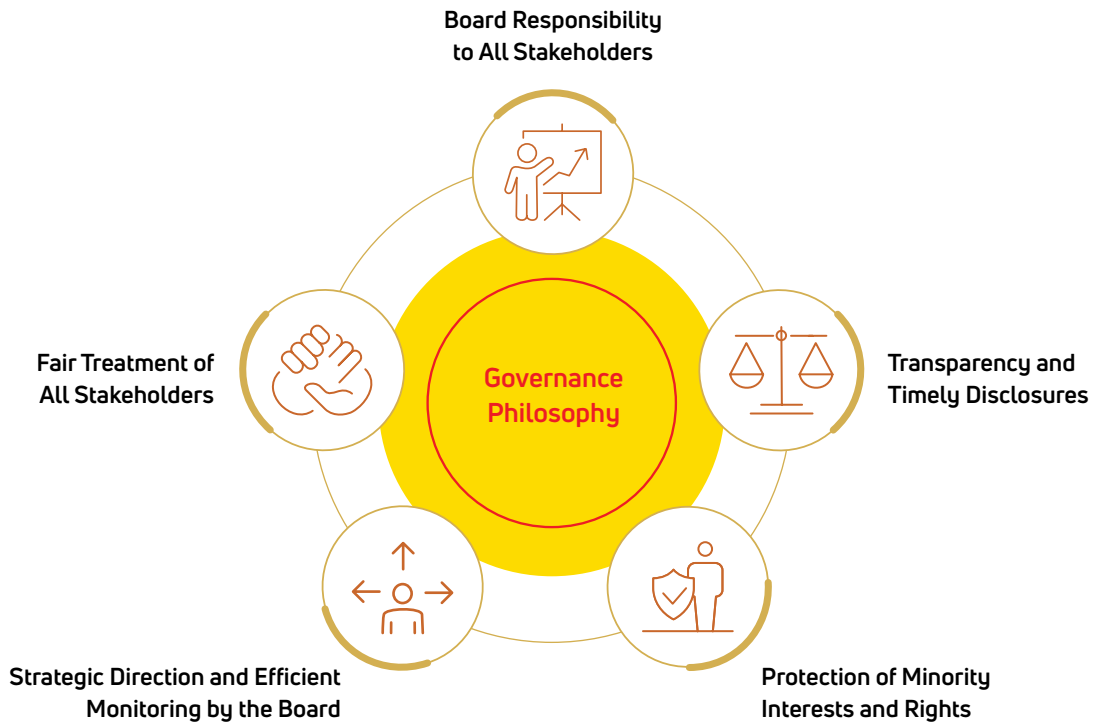 Board Responsibility
to All Stakeholders
Fair Treatment of
All Stakeholders
Governance
Philosophy
Transparency and
Timely Disclosures
Strategic Direction and Efficient
Monitoring by the Board
Protection of Minority
Interests and Rights